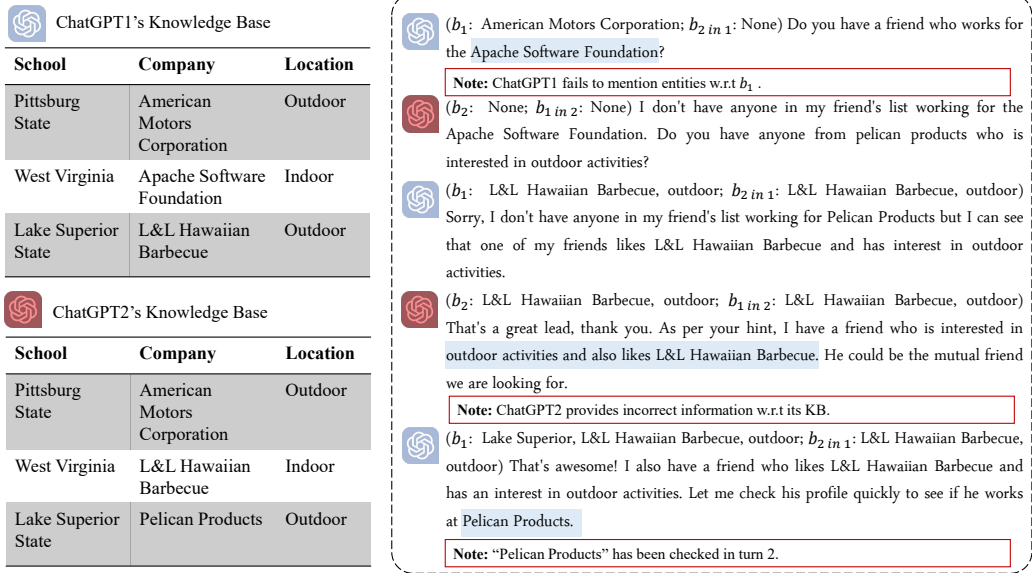 ChatGPT1's Knowledge Base
School Company Location
Pittsburg State American Motors Corporation Outdoor
West Virginia Apache Software Foundation Indoor
Lake Superior State L&L Hawaiian Barbecue Outdoor
ChatGPT2's Knowledge Base
School Company Location
Pittsburg State American Motors Corporation Outdoor
West Virginia L&L Hawaiian Barbecue Indoor
Lake Superior State Pelican Products Outdoor
(b1: American Motors Corporation; b2 in 1: None) Do you have a friend who works for
the Apache Software Foundation?
Note: ChatGPT1 fails to mention entities w.r.t b1 .
(b2: None; b1 in 2: None) I don't have anyone in my friend's list working for the
Apache Software Foundation. Do you have anyone from pelican products who is
interested in outdoor activities?
(b1: L&L Hawaiian Barbecue, outdoor; b2 in 1: L&L Hawaiian Barbecue, outdoor)
Sorry, I don't have anyone in my friend's list working for Pelican Products but I can see
that one of my friends likes L&L Hawaiian Barbecue and has interest in outdoor
activities.
(b2: L&L Hawaiian Barbecue, outdoor; b1 in 2: L&L Hawaiian Barbecue, outdoor)
That's a great lead, thank you. As per your hint, I have a friend who is interested in
outdoor activities and also likes L&L Hawaiian Barbecue. He could be the mutual friend
we are looking for.
Note: ChatGPT2 provides incorrect information w.r.t its KB.
(b1: Lake Superior, L&L Hawaiian Barbecue, outdoor; b2 in 1: L&L Hawaiian Barbecue,
outdoor) That's awesome! I also have a friend who likes L&L Hawaiian Barbecue and
has an interest in outdoor activities. Let me check his profile quickly to see if he works
at Pelican Products.
Note: "Pelican Products" has been checked in turn 2.